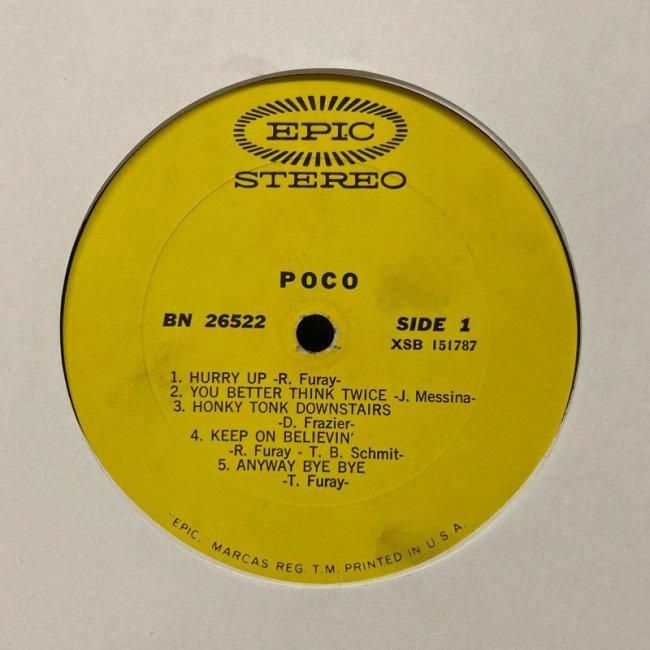 EPIC
STEREO
POCO
BN 26522 SIDE 1
XSB 151787
1. HURRY UP -R. Furay-
2. YOU BETTER THINK TWICE -J. Messina-
3. HONKY TONK DOWNSTAIRS
-D. Frazier-
4. KEEP ON BELIEVIN'
-R. Furay - T. B. Schmit-
5. ANYWAY BYE BYE
-T. Furay-
"EPIC," MARCAS REG. T.M. PRINTED IN U.S.A.